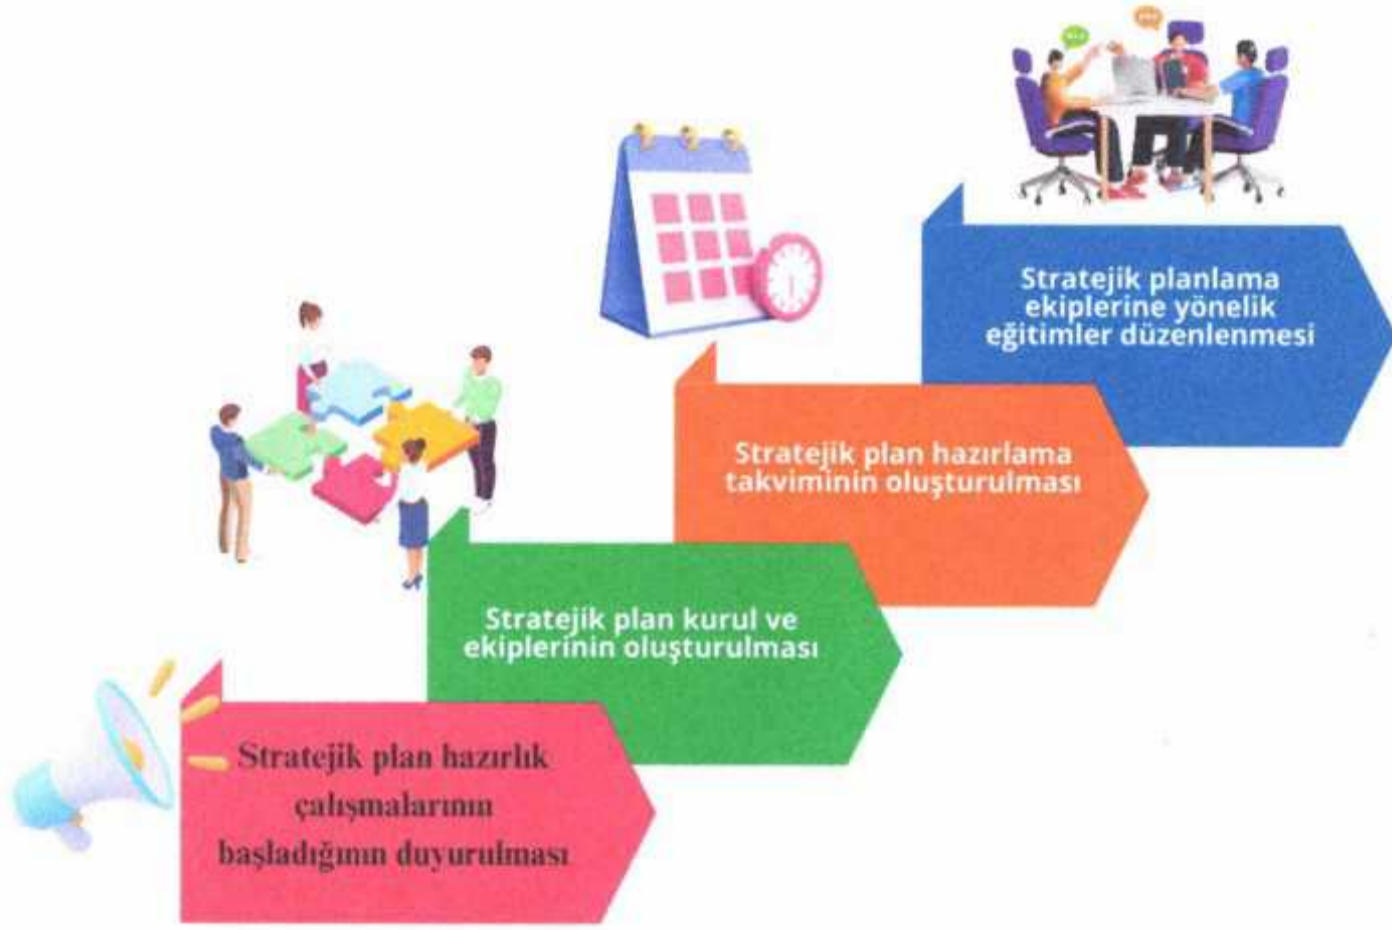 Stratejik planlama
ekiplerine yönelik
eğitimler düzenlenmesi
Stratejik plan hazırlama
takviminin oluşturulması
Stratejik plan kurul ve
ekiplerinin oluşturulması
Stratejik plan hazırlık
çalışmalarının
başladığının duyurulması